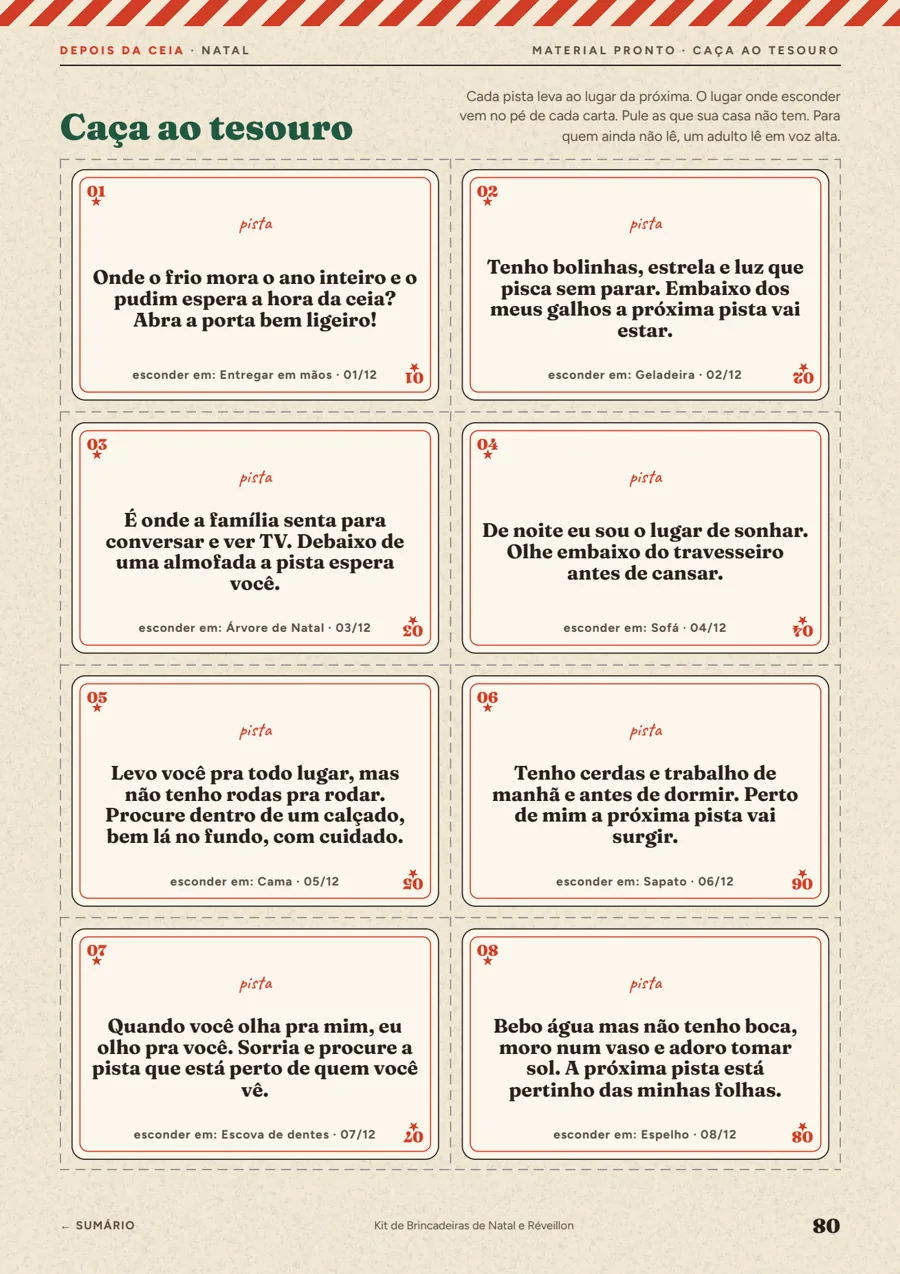 DEPOIS DA CEIA · NATAL
MATERIAL PRONTO · CAÇA AO TESOURO
Caça ao tesouro
Cada pista leva ao lugar da próxima. O lugar onde esconder
vem no pé de cada carta. Pule as que sua casa não tem. Para
quem ainda não lê, um adulto lê em voz alta.
01
pista
Onde o frio mora o ano inteiro e o
pudim espera a hora da ceia?
Abra a porta bem ligeiro!
esconder em: Entregar em mãos · 01/12
01
02
pista
Tenho bolinhas, estrela e luz que
pisca sem parar. Embaixo dos
meus galhos a próxima pista vai
estar.
esconder em: Geladeira · 02/12
02
03
pista
É onde a família senta para
conversar e ver TV. Debaixo de
uma almofada a pista espera
você.
esconder em: Árvore de Natal · 03/12
03
04
pista
De noite eu sou o lugar de sonhar.
Olhe embaixo do travesseiro
antes de cansar.
esconder em: Sofá · 04/12
04
05
pista
Levo você pra todo lugar, mas
não tenho rodas pra rodar.
Procure dentro de um calçado,
bem lá no fundo, com cuidado.
esconder em: Cama · 05/12
05
06
pista
Tenho cerdas e trabalho de
manhã e antes de dormir. Perto
de mim a próxima pista vai
surgir.
esconder em: Sapato · 06/12
06
07
pista
Quando você olha pra mim, eu
olho pra você. Sorria e procure a
pista que está perto de quem você
vê.
esconder em: Escova de dentes · 07/12
07
08
pista
Bebo água mas não tenho boca,
moro num vaso e adoro tomar
sol. A próxima pista está
pertinho das minhas folhas.
esconder em: Espelho · 08/12
08
← SUMÁRIO
Kit de Brincadeiras de Natal e Réveillon
80